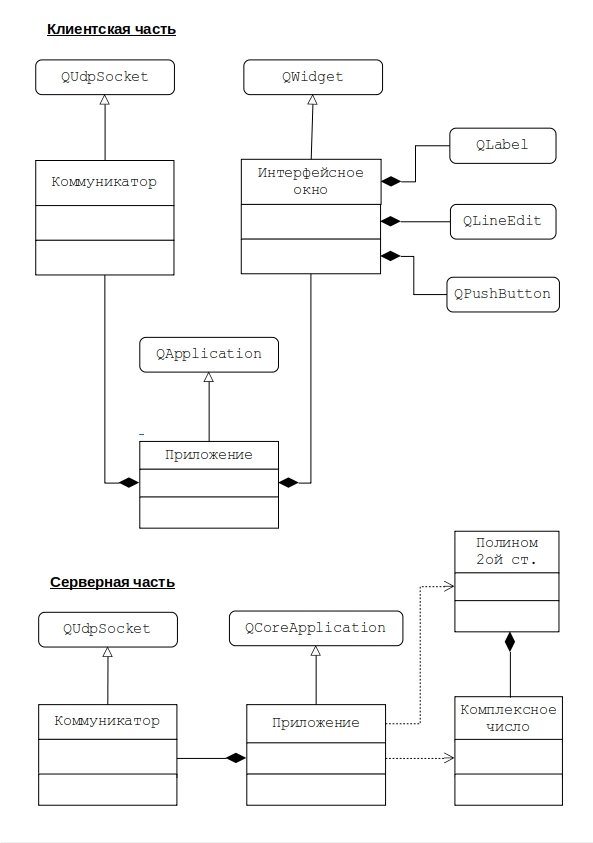 Клиентская часть
QUdpSocket
QWidget
QLabel
Коммуникатор
Интерфейсное
окно
QLineEdit
QPushButton
QApplication
Приложение
Полином
2ой ст.
Серверная часть
QUdpSocket
QCoreApplication
Коммуникатор
Приложение
Комплексное
число